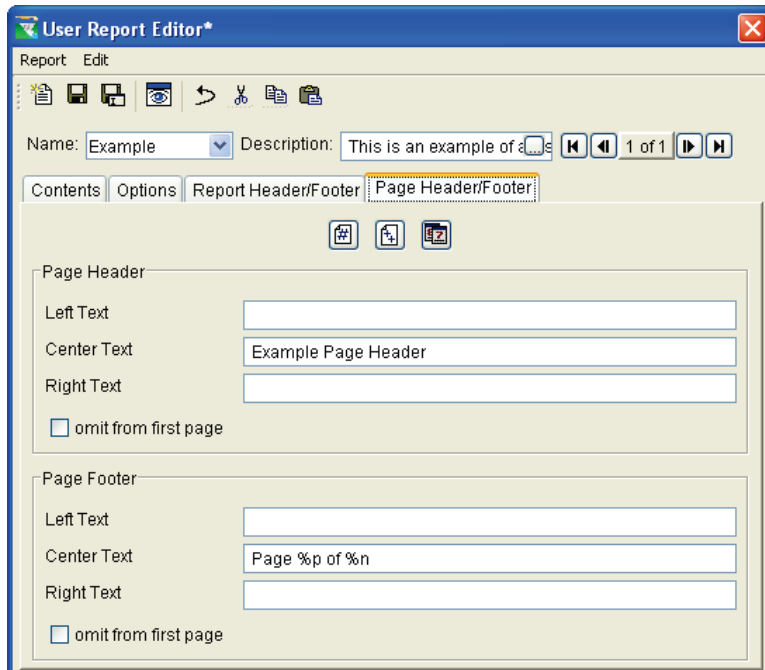 User Report Editor*
Report Edit
Name: Example Description: This is an example of a ... s 1 of 1
Contents Options Report Header/Footer Page Header/Footer
#
Page Header
Left Text
Center Text Example Page Header
Right Text
omit from first page
Page Footer
Left Text
Center Text Page %p of %n
Right Text
omit from first page